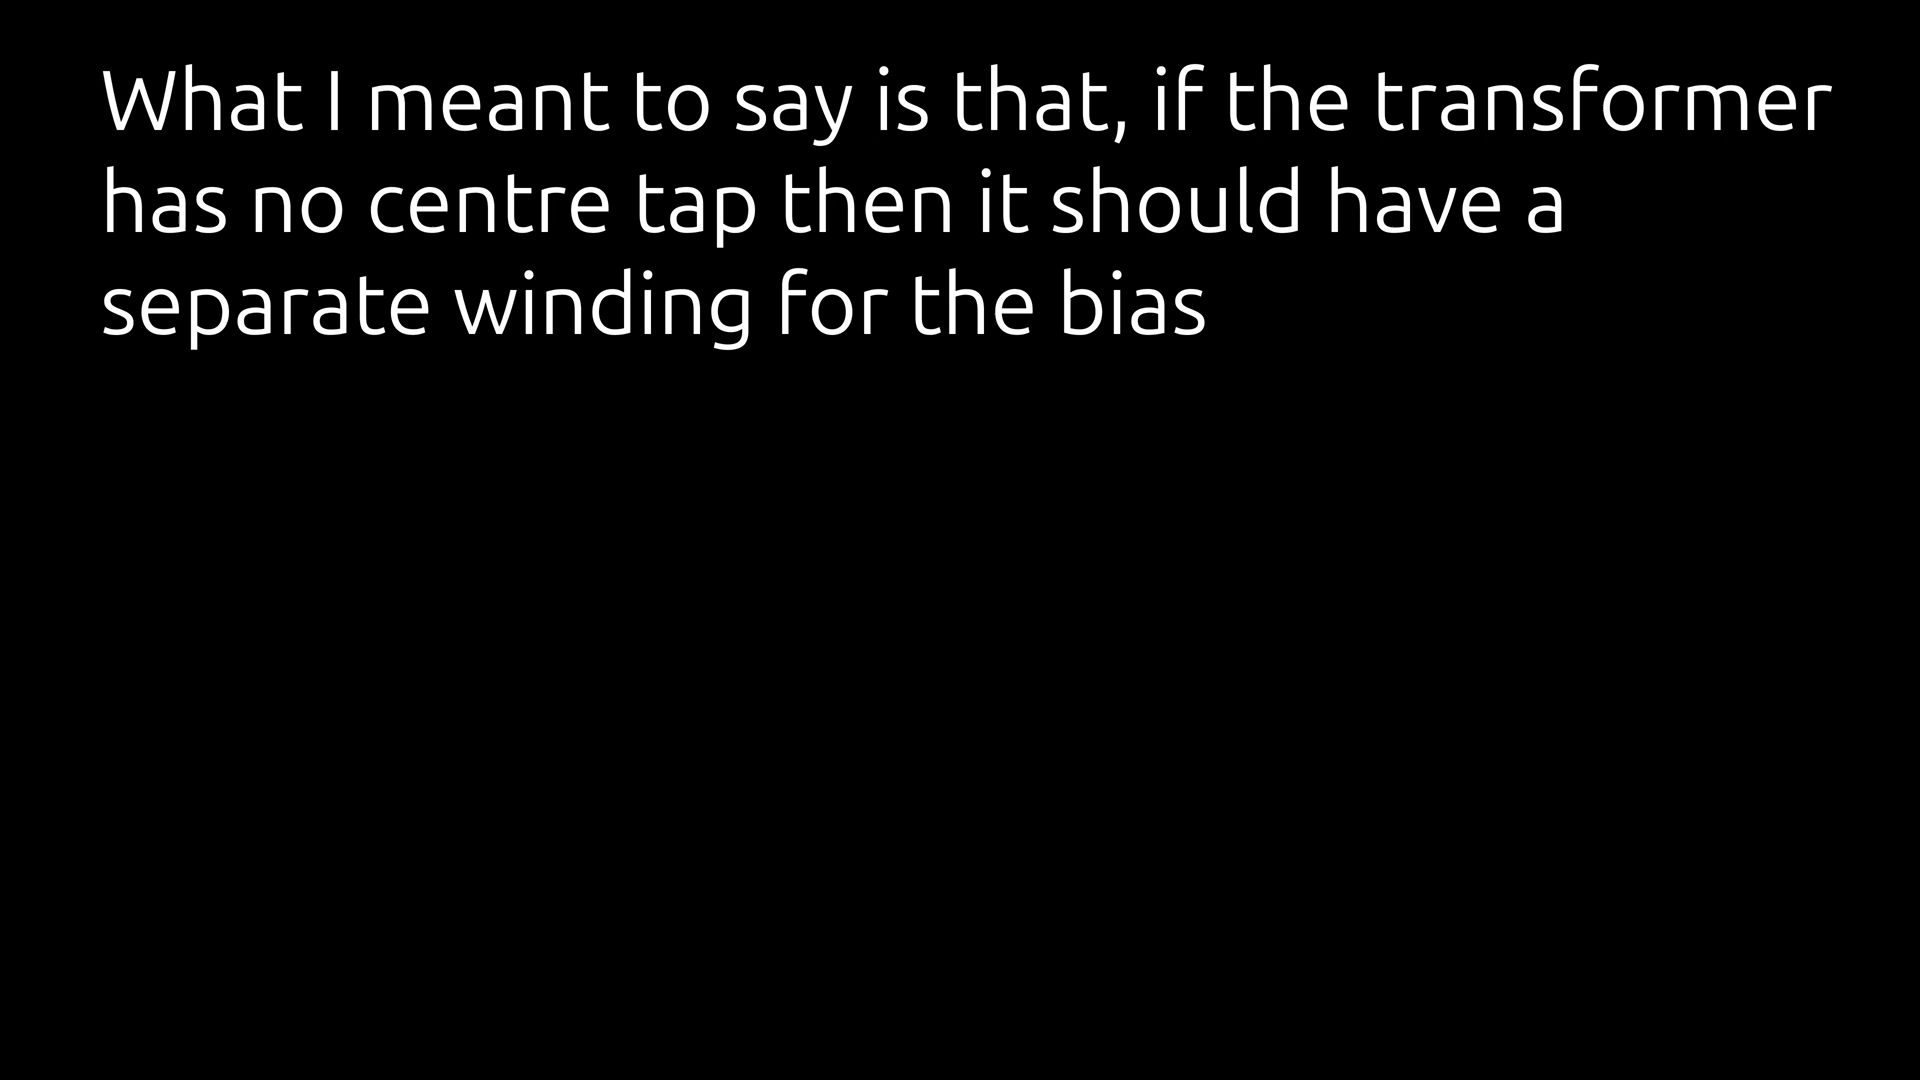 What I meant to say is that, if the transformer
has no centre tap then it should have a
separate winding for the bias